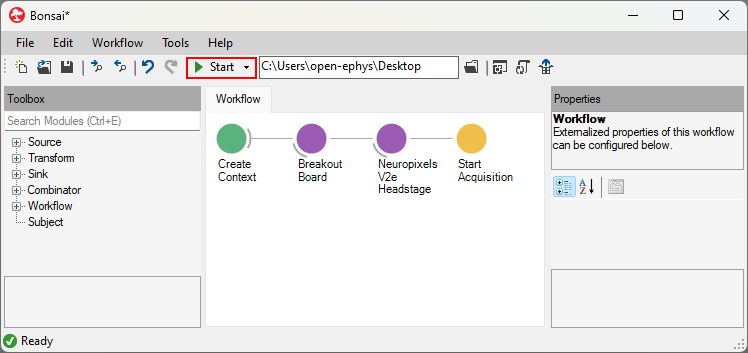 Bonsai*
File Edit Workflow Tools Help
Start C:\Users\open-ephys\Desktop
Toolbox
Search Modules (Ctrl+E)
Source
Transform
Sink
Combinator
Workflow
Subject
Workflow
Create
Context
Breakout
Board
Neuropixels
V2e
Headstage
Start
Acquisition
Properties
Workflow
Externalized properties of this workflow
can be configured below.
A
Z
Ready